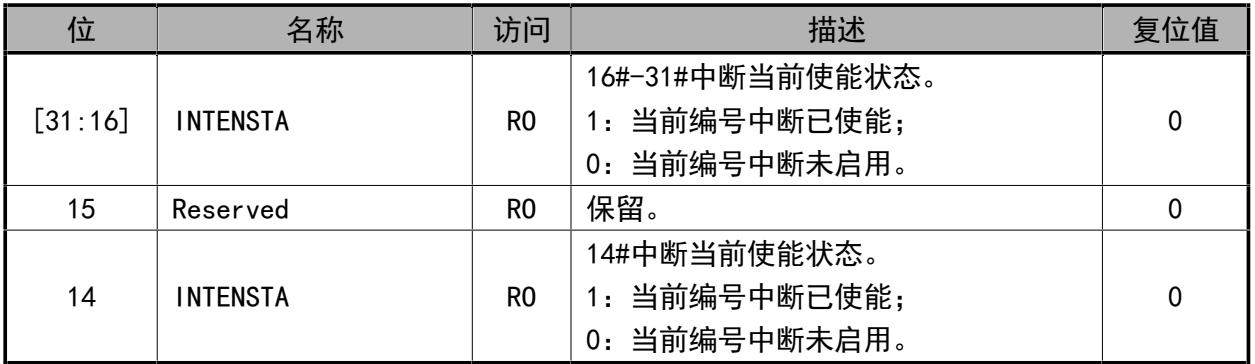 位 名称 访问 描述 复位值
[31:16] INTENSTA RO 16#-31#中断当前使能状态。
1：当前编号中断已使能；
0：当前编号中断未启用。 0
15 Reserved RO 保留。 0
14 INTENSTA RO 14#中断当前使能状态。
1：当前编号中断已使能；
0：当前编号中断未启用。 0